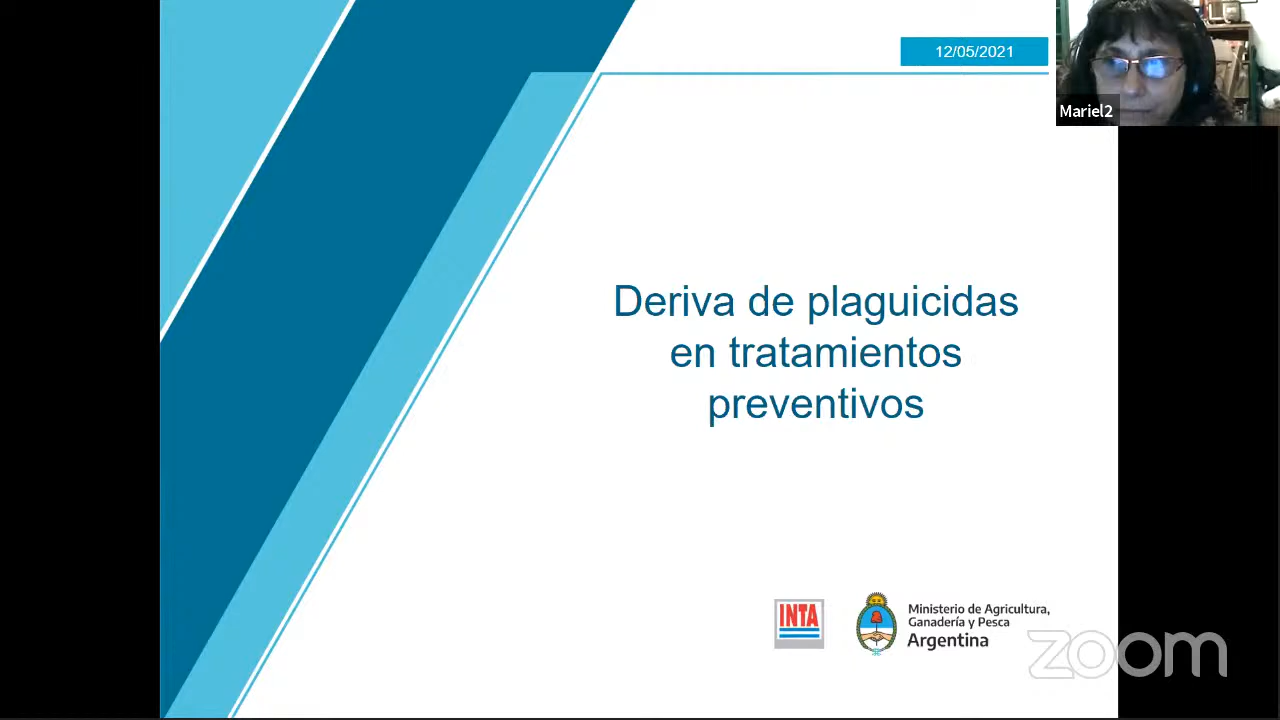 12/05/2021
Mariel2
Deriva de plaguicidas
en tratamientos
preventivos
INTA
Ministerio de Agricultura,
Ganadería y Pesca
Argentina
zoom